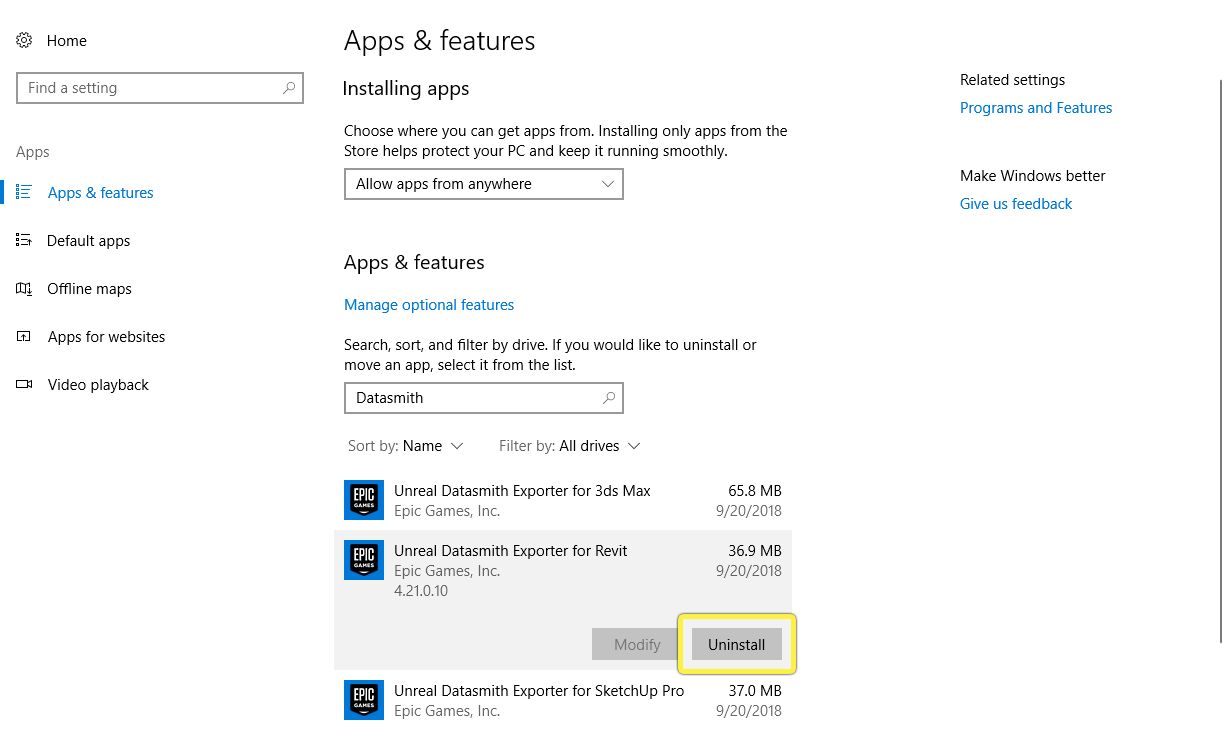 Home
Find a setting
Apps
Apps & features
Default apps
Offline maps
Apps for websites
Video playback
Apps & features
Installing apps
Choose where you can get apps from. Installing only apps from the
Store helps protect your PC and keep it running smoothly.
Allow apps from anywhere
Apps & features
Manage optional features
Search, sort, and filter by drive. If you would like to uninstall or
move an app, select it from the list.
Datasmith
Sort by: Name Filter by: All drives
EPIC
GAMES
Unreal Datasmith Exporter for 3ds Max 65.8 MB
Epic Games, Inc. 9/20/2018
EPIC
GAMES
Unreal Datasmith Exporter for Revit 36.9 MB
Epic Games, Inc. 9/20/2018
4.21.0.10
Modify Uninstall
EPIC
GAMES
Unreal Datasmith Exporter for SketchUp Pro 37.0 MB
Epic Games, Inc. 9/20/2018
Related settings
Programs and Features
Make Windows better
Give us feedback